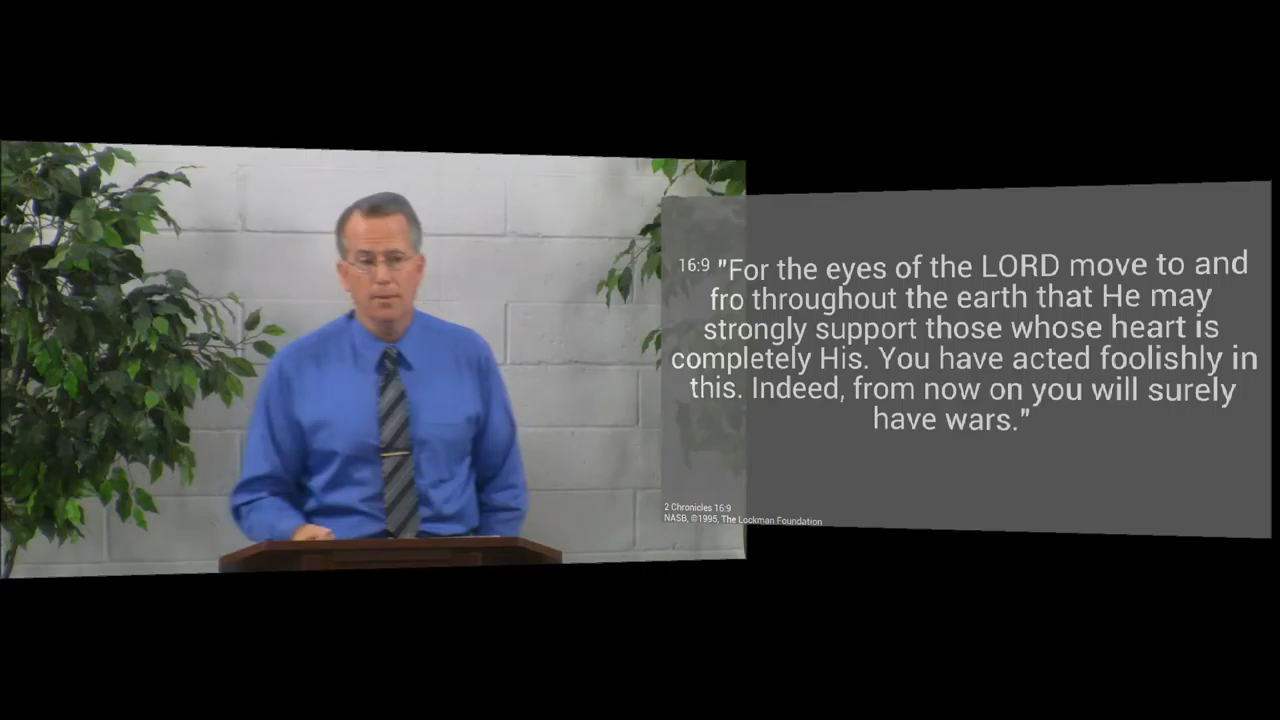 16:9 "For the eyes of the LORD move to and
fro throughout the earth that He may
strongly support those whose heart is
completely His. You have acted foolishly in
this. Indeed, from now on you will surely
have wars."
2 Chronicles 16:9
NASB, ©1995, The Lockman Foundation